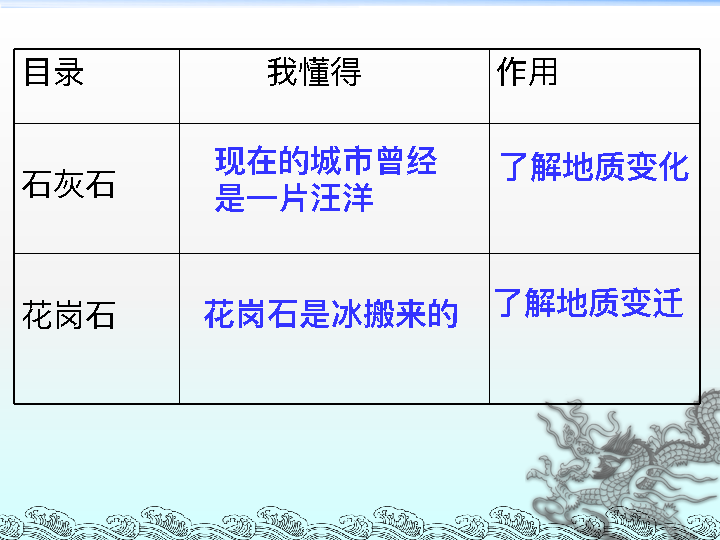 目录 我懂得 作用
石灰石 现在的城市曾经
是一片汪洋 了解地质变化
花岗石 花岗石是冰搬来的 了解地质变迁